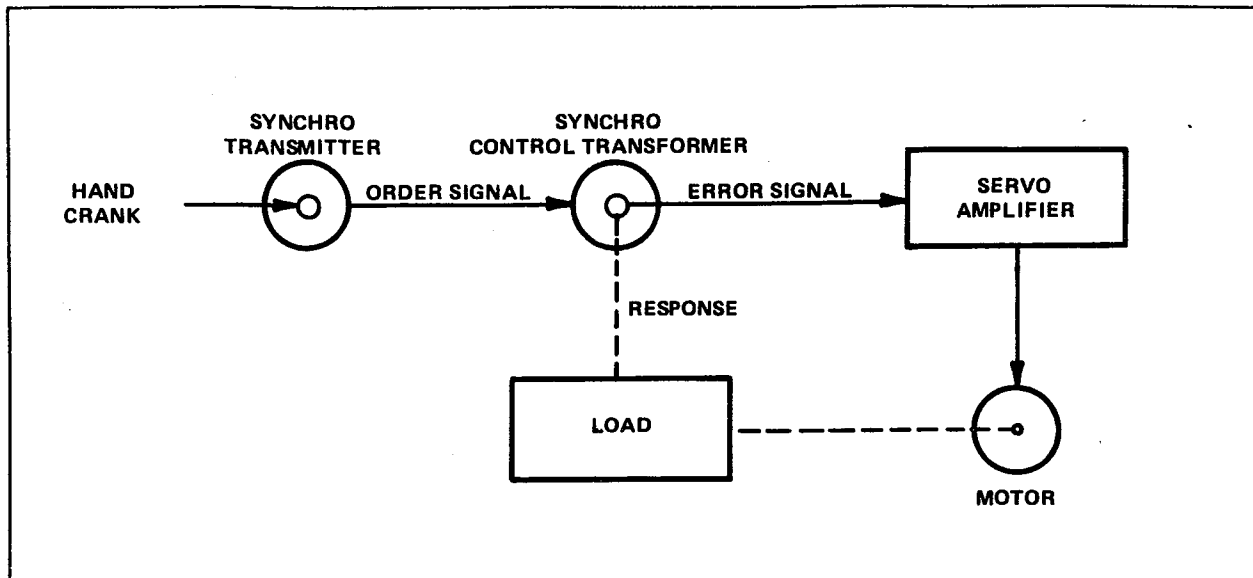 SYNCHRO
TRANSMITTER
SYNCHRO
CONTROL TRANSFORMER
HAND
CRANK
ORDER SIGNAL
ERROR SIGNAL
SERVO
AMPLIFIER
RESPONSE
LOAD
MOTOR